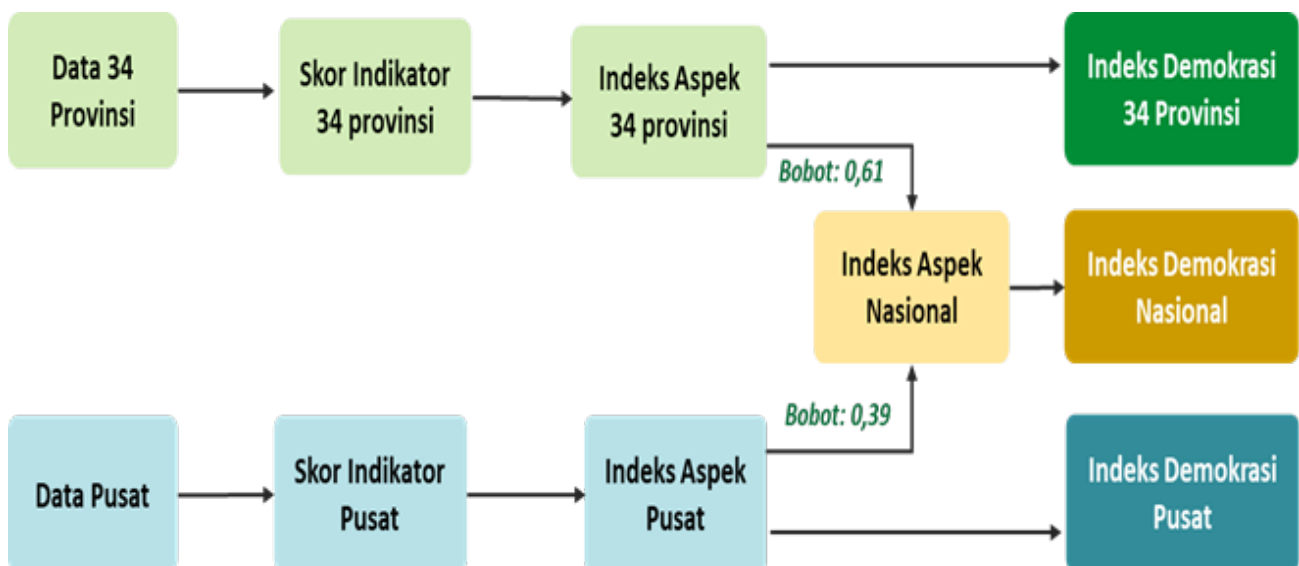 Data 34
Provinsi
Skor Indikator
34 provinsi
Indeks Aspek
34 provinsi
Indeks Demokrasi
34 Provinsi
Bobot: 0,61
Indeks Aspek
Nasional
Indeks Demokrasi
Nasional
Bobot: 0,39
Data Pusat
Skor Indikator
Pusat
Indeks Aspek
Pusat
Indeks Demokrasi
Pusat